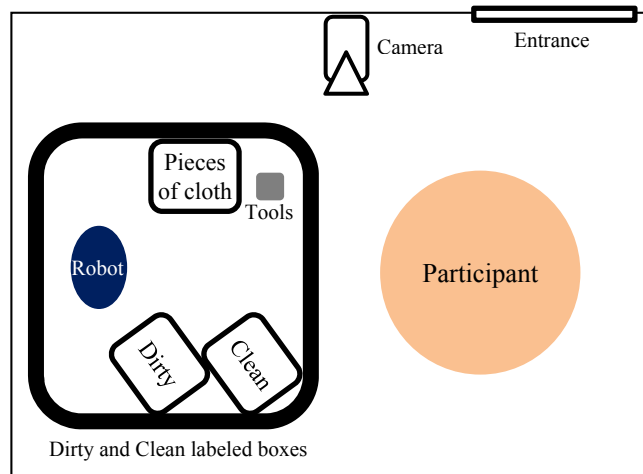 Entrance
Camera
Pieces
of cloth
Tools
Robot
Participant
Dirty
Clean
Dirty and Clean labeled boxes